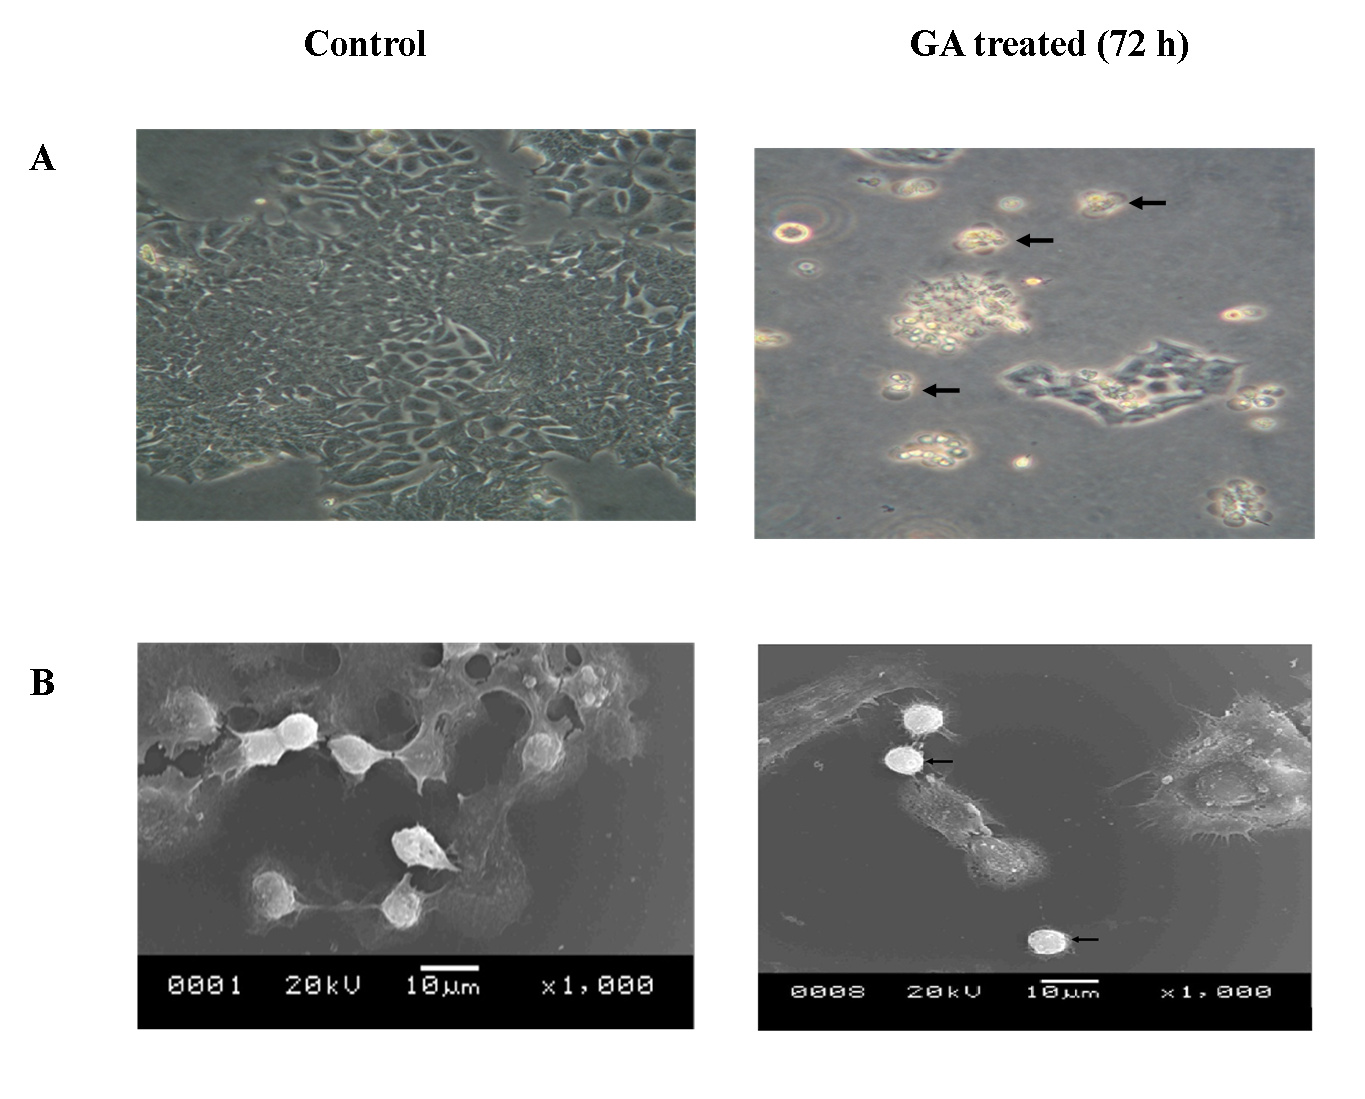 Control
GA treated (72 h)
A
B
0001 20kV 10µm x1,000
0008 20kV 10µm x1,000